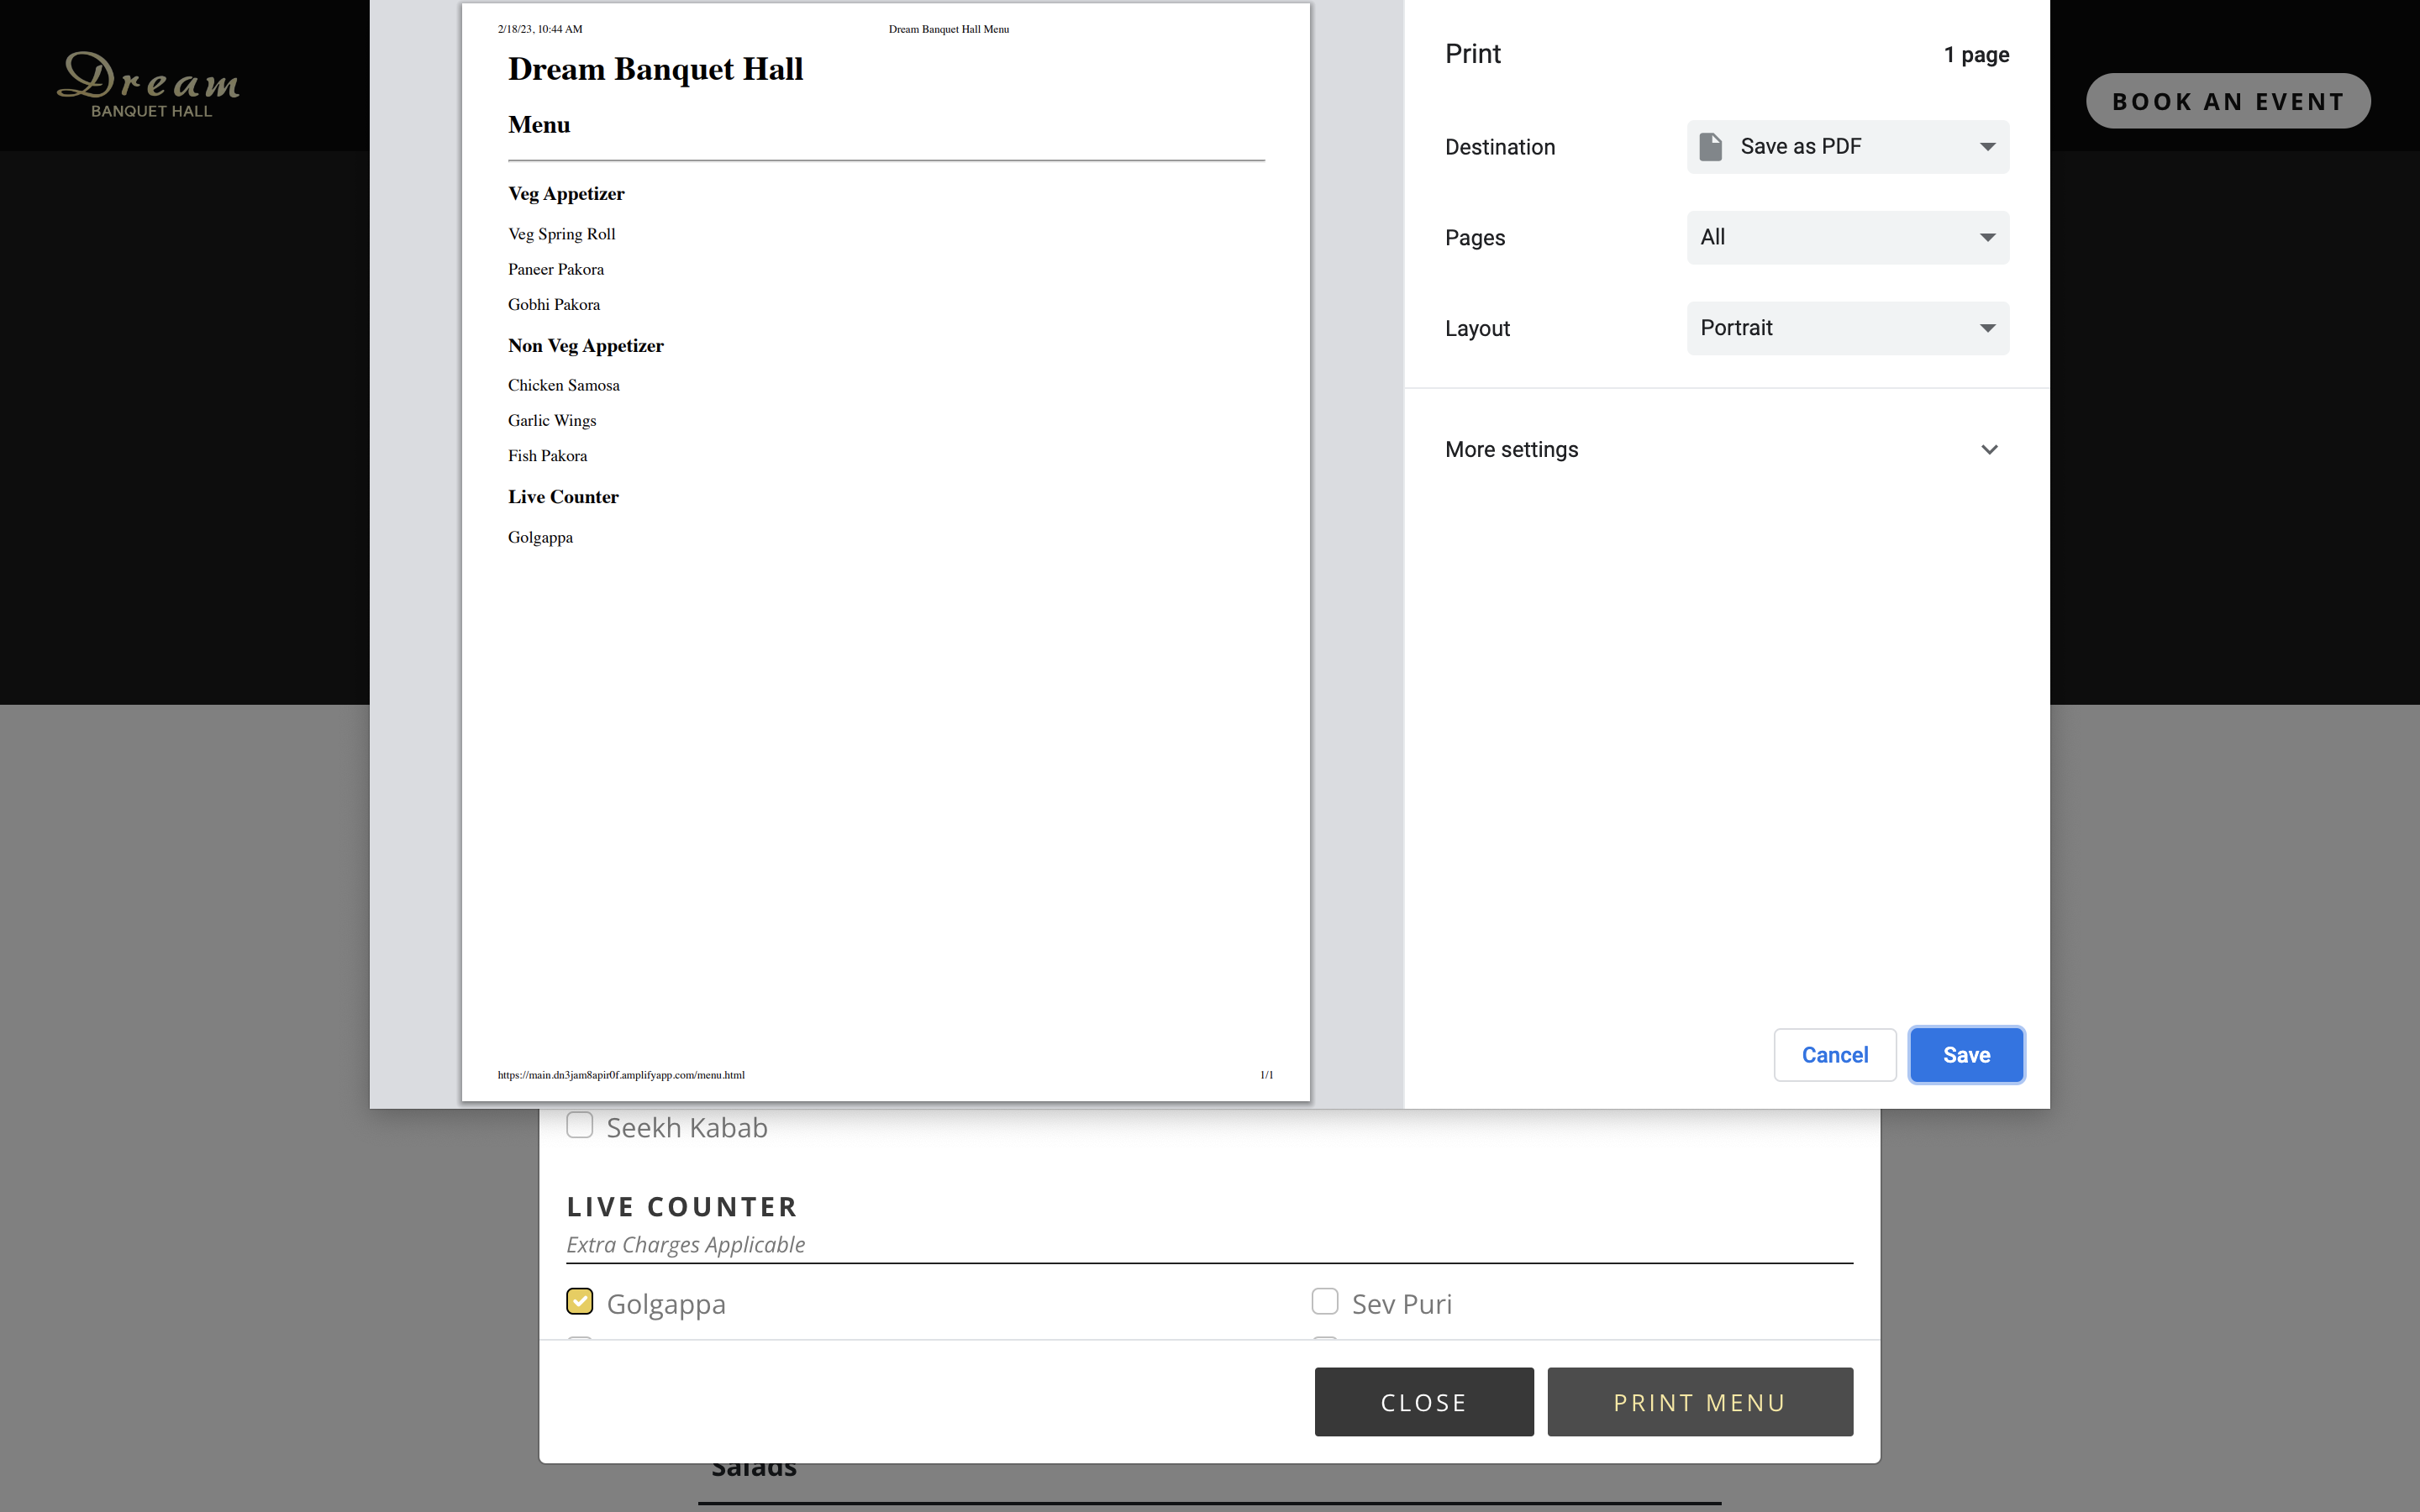 Dream
BANQUET HALL
BOOK AN EVENT
2/18/23, 10:44 AM
Dream Banquet Hall Menu
Dream Banquet Hall
Menu
Veg Appetizer
Veg Spring Roll
Paneer Pakora
Gobhi Pakora
Non Veg Appetizer
Chicken Samosa
Garlic Wings
Fish Pakora
Live Counter
Golgappa
https://main.dn3jam8apir0f.amplifyapp.com/menu.html
1/1
Print
1 page
Destination
Save as PDF
Pages
All
Layout
Portrait
More settings
Cancel
Save
Seekh Kabab
LIVE COUNTER
Extra Charges Applicable
Golgappa
Sev Puri
CLOSE
PRINT MENU
Salads